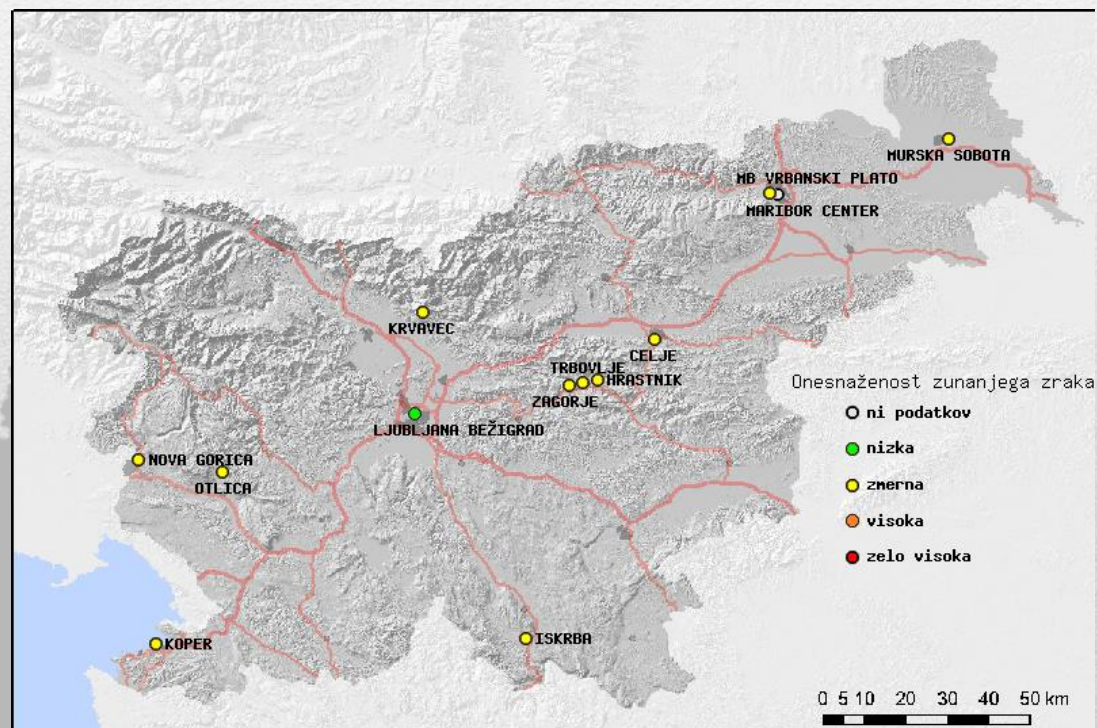 MURSKA SOBOTA
MB VRBANSKI PLATO
MARIBOR CENTER
KRVAVEC
CELJE
TRBOVLJE
HRASTNIK
ZAGORJE
LJUBLJANA BEŽIGRAD
NOVA GORICA
OTLICA
KOPER
ISKRBA
Onesnaženost zunanjega zraka
ni podatkov
nizka
zmerna
visoka
zelo visoka
0 5 10 20 30 40 50 km